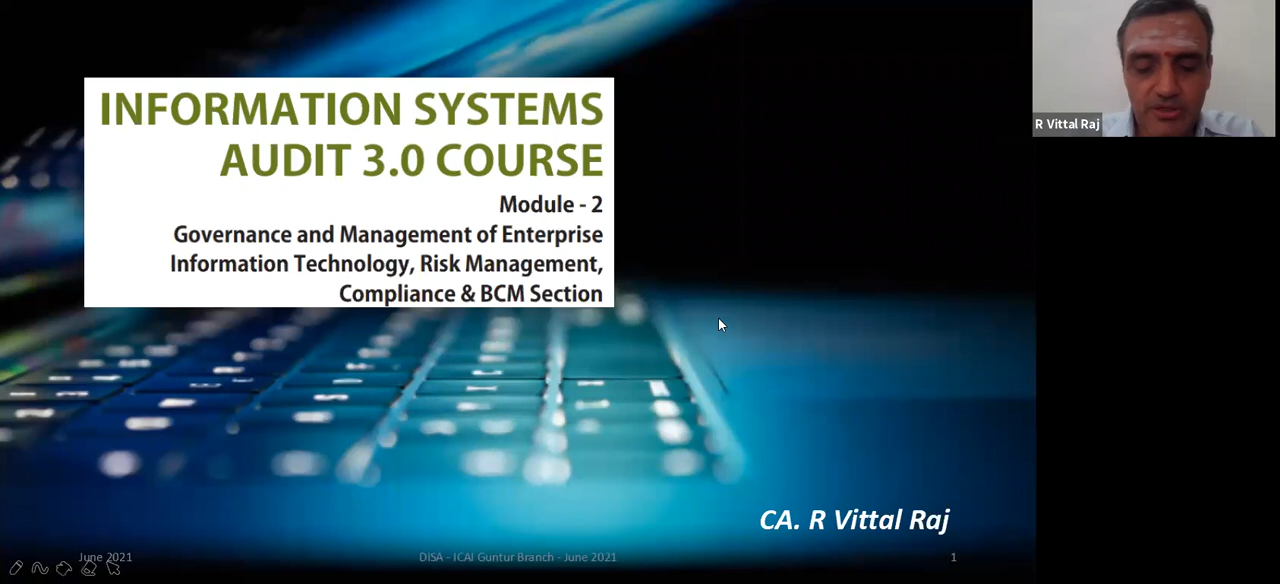 INFORMATION SYSTEMS
AUDIT 3.0 COURSE
Module - 2
Governance and Management of Enterprise
Information Technology, Risk Management,
Compliance & BCM Section
R Vittal Raj
CA. R Vittal Raj
June 2021
DISA - ICAI Guntur Branch - June 2021
1